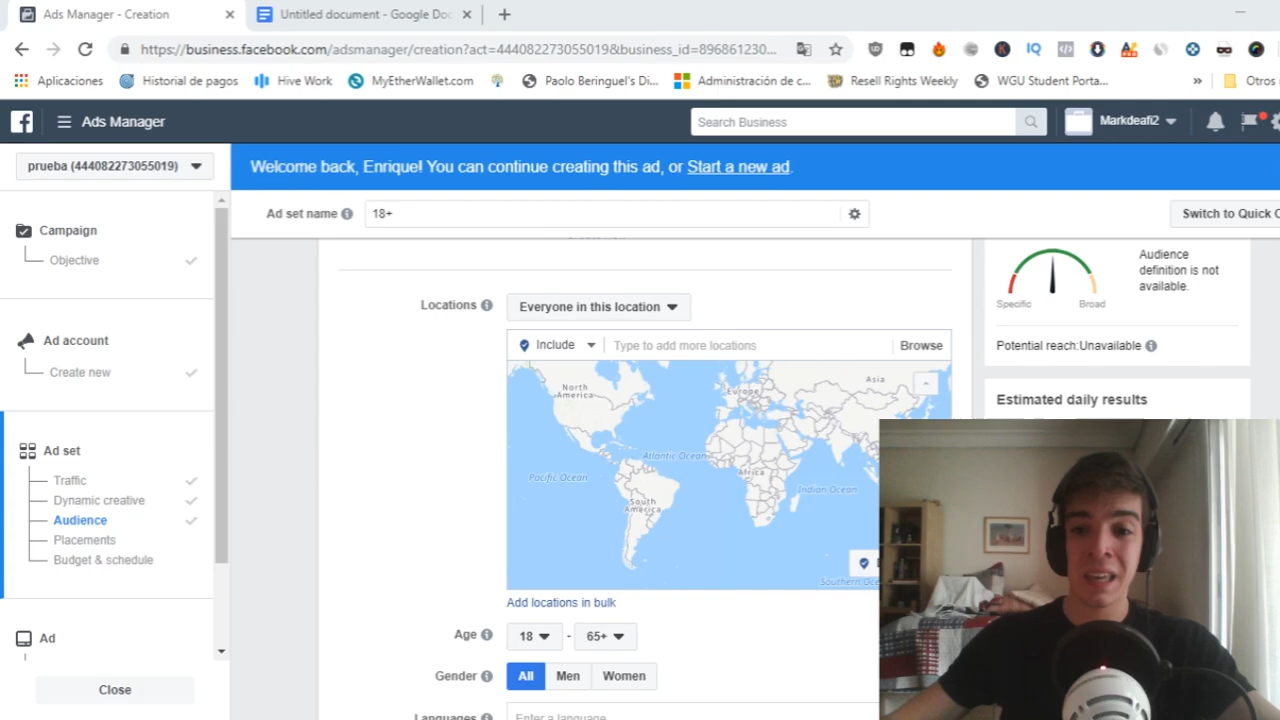 Ads Manager - Creation
Untitled document - Google Doc
https://business.facebook.com/adsmanager/creation?act=444082273055019&business_id=896861230...
Aplicaciones
Historial de pagos
Hive Work
MyEtherWallet.com
Paolo Beringuel's Di...
Administración de c...
Resell Rights Weekly
WGU Student Porta...
»
Otros
Ads Manager
Search Business
Markdeafi2
prueba (444082273055019)
Welcome back, Enrique! You can continue creating this ad, or Start a new ad.
Ad set name
18+
Switch to Quick C
Campaign
Objective
Ad account
Create new
Ad set
Traffic
Dynamic creative
Audience
Placements
Budget & schedule
Ad
Close
Locations
Everyone in this location
Include
Type to add more locations
Browse
North America
Europe
Asia
Atlantic Ocean
Africa
Pacific Ocean
Indian Ocean
South America
Southern Ocean
Add locations in bulk
Age
18 - 65+
Gender
All
Men
Women
Languages
Enter a language
Audience
definition is not
available.
Specific
Broad
Potential reach:Unavailable
Estimated daily results